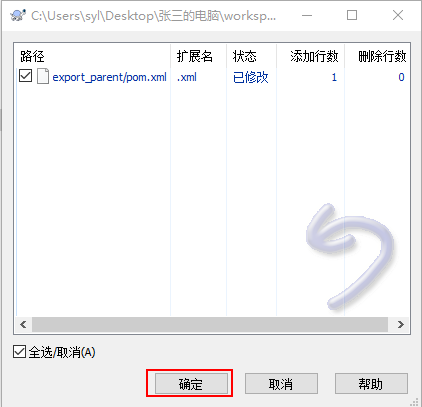 C:\Users\syl\Desktop\张三的电脑\worksp...
路径 扩展名 状态 添加行数 删除行数
export_parent/pom.xml .xml 已修改 1 0
全选/取消(A)
确定 取消 帮助